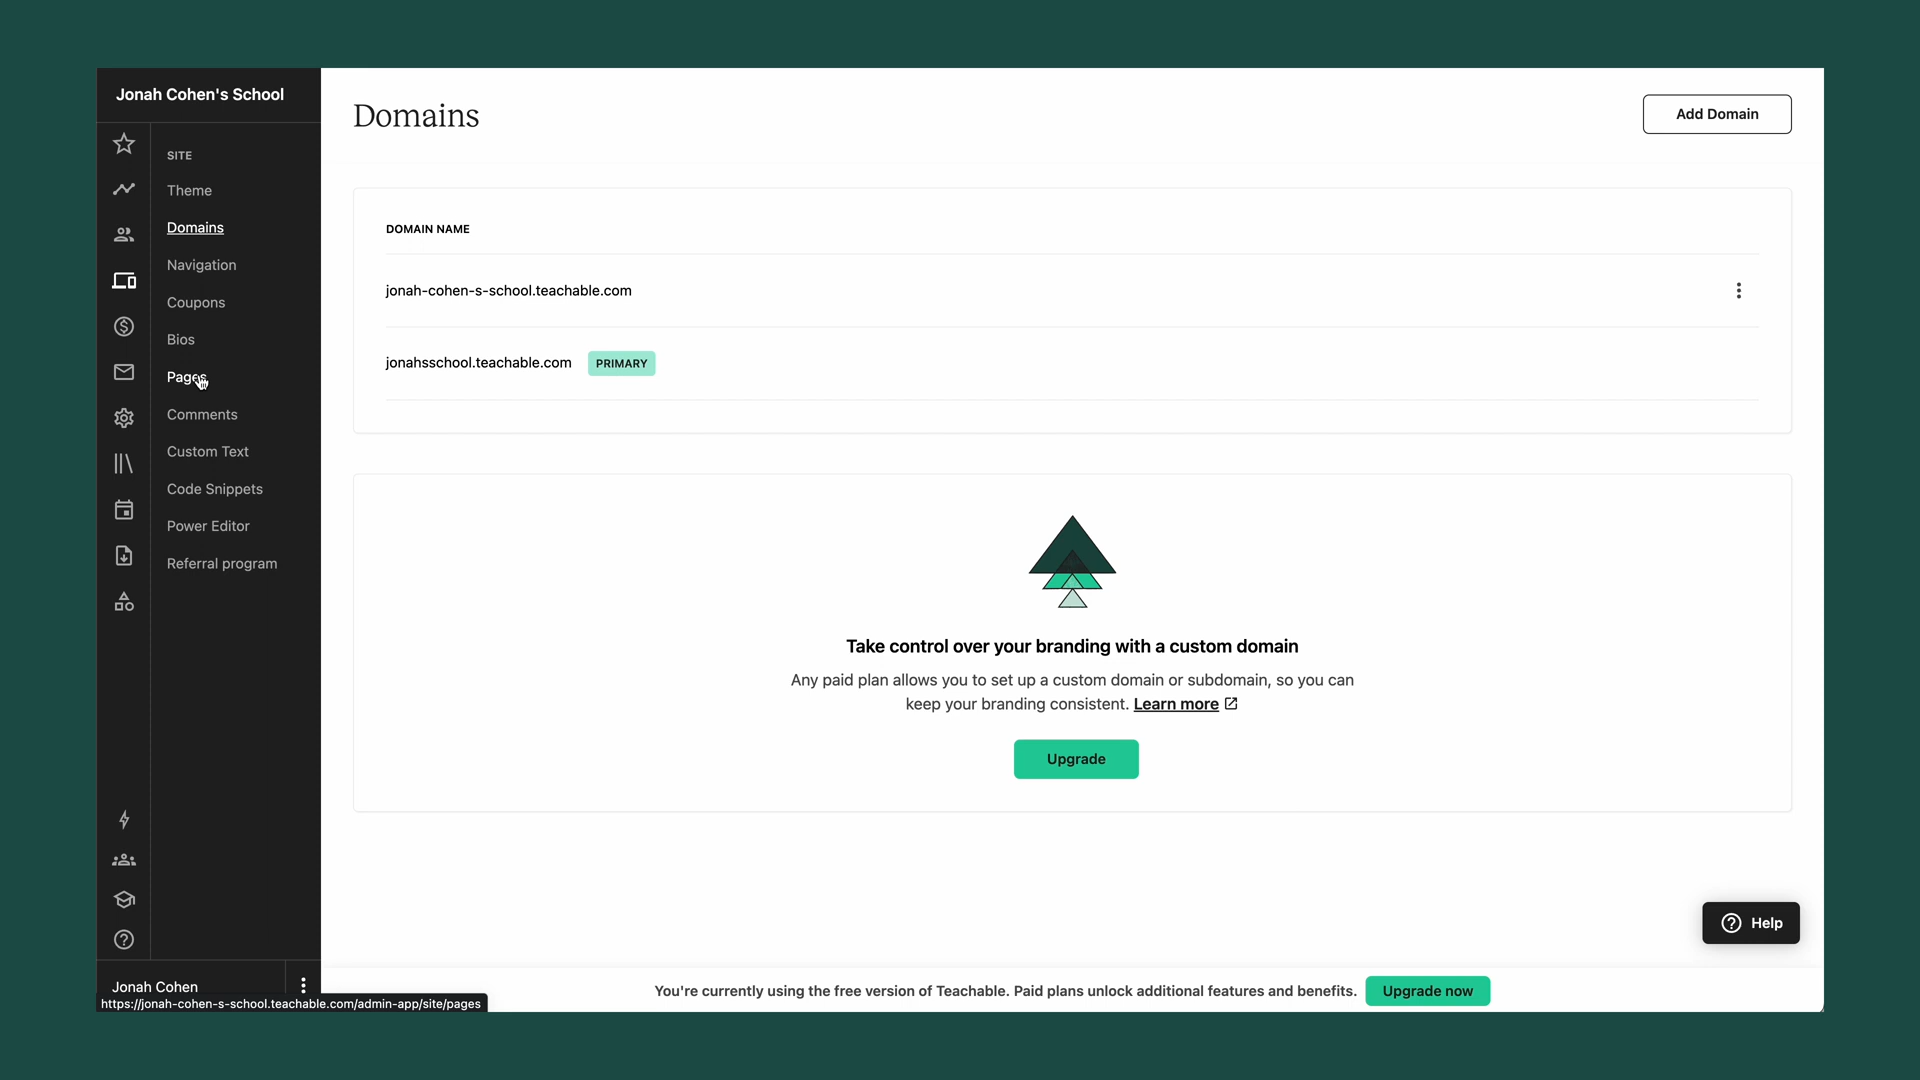 Jonah Cohen's School
SITE
Theme
Domains
Navigation
Coupons
Bios
Pages
Comments
Custom Text
Code Snippets
Power Editor
Referral program
Jonah Cohen
https://jonah-cohen-s-school.teachable.com/admin-app/site/pages
Domains
Add Domain
DOMAIN NAME
jonah-cohen-s-school.teachable.com
jonahsschool.teachable.com PRIMARY
Take control over your branding with a custom domain
Any paid plan allows you to set up a custom domain or subdomain, so you can
keep your branding consistent. Learn more
Upgrade
Help
You're currently using the free version of Teachable. Paid plans unlock additional features and benefits. Upgrade now